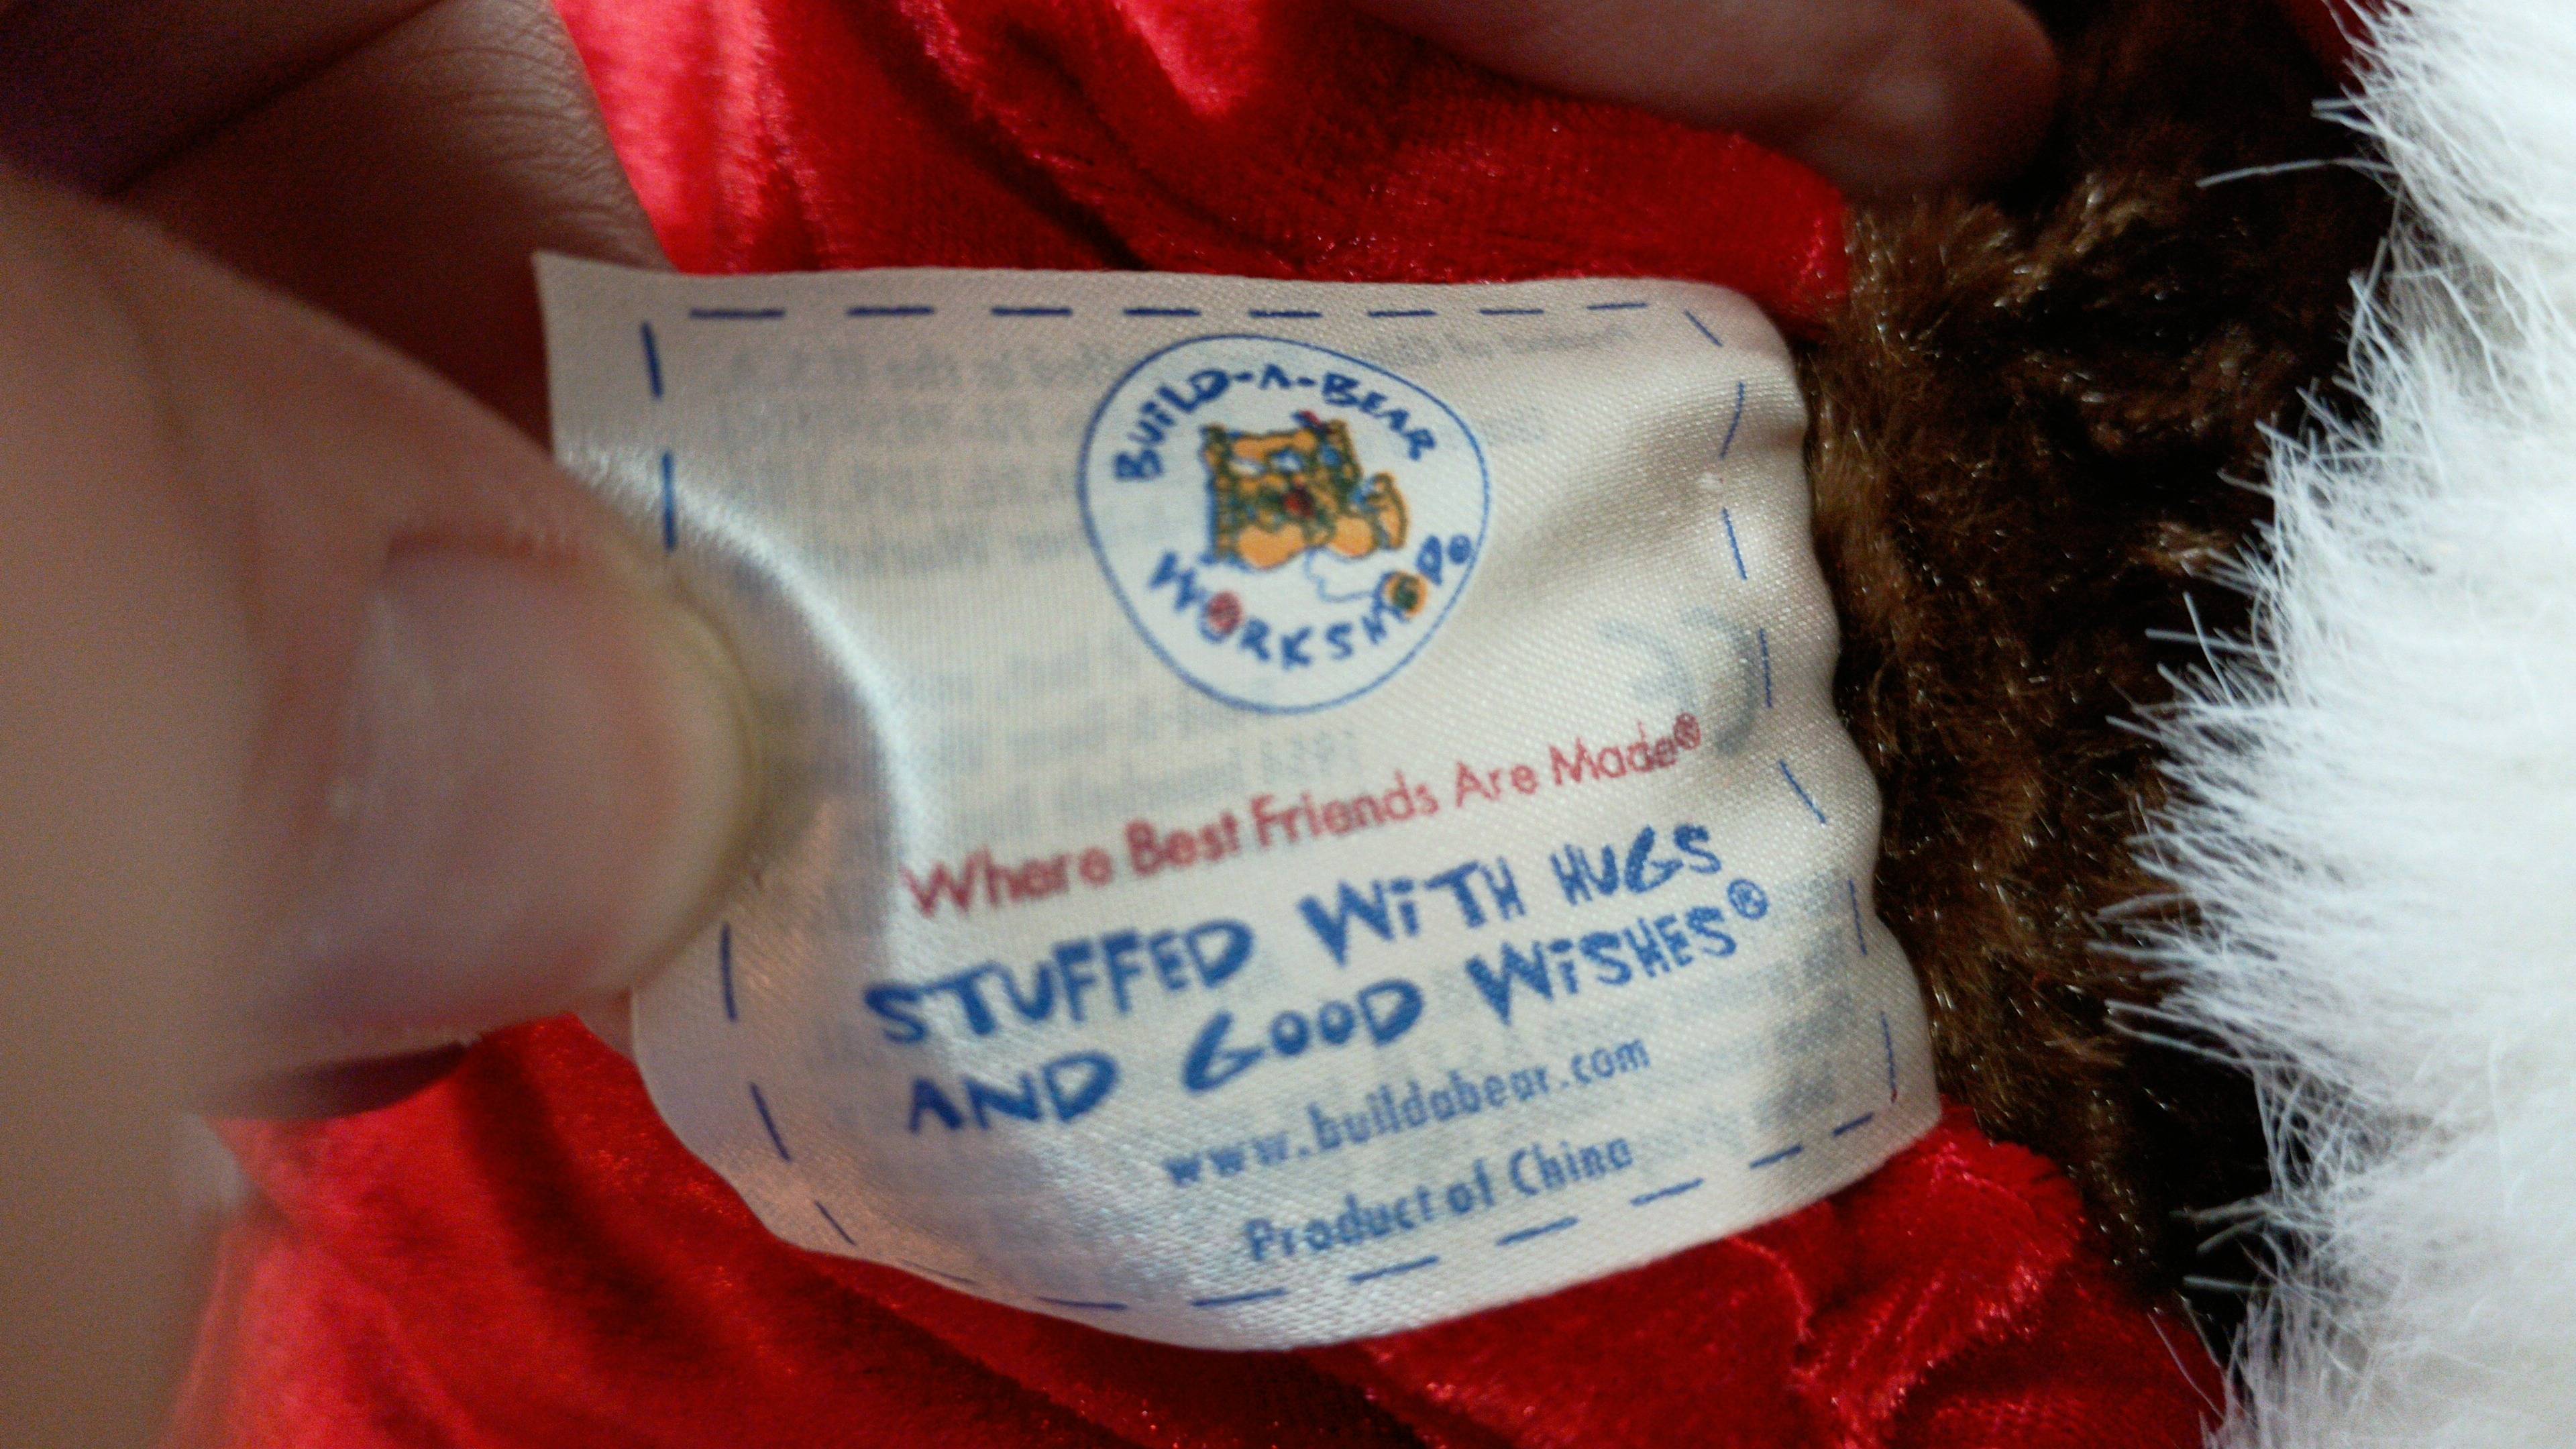 BUILD-A-BEAR
WORKSHOP®
Where Best Friends Are Made®
STUFFED WITH HUGS
AND GOOD WISHES®
www.buildabear.com
Product of China